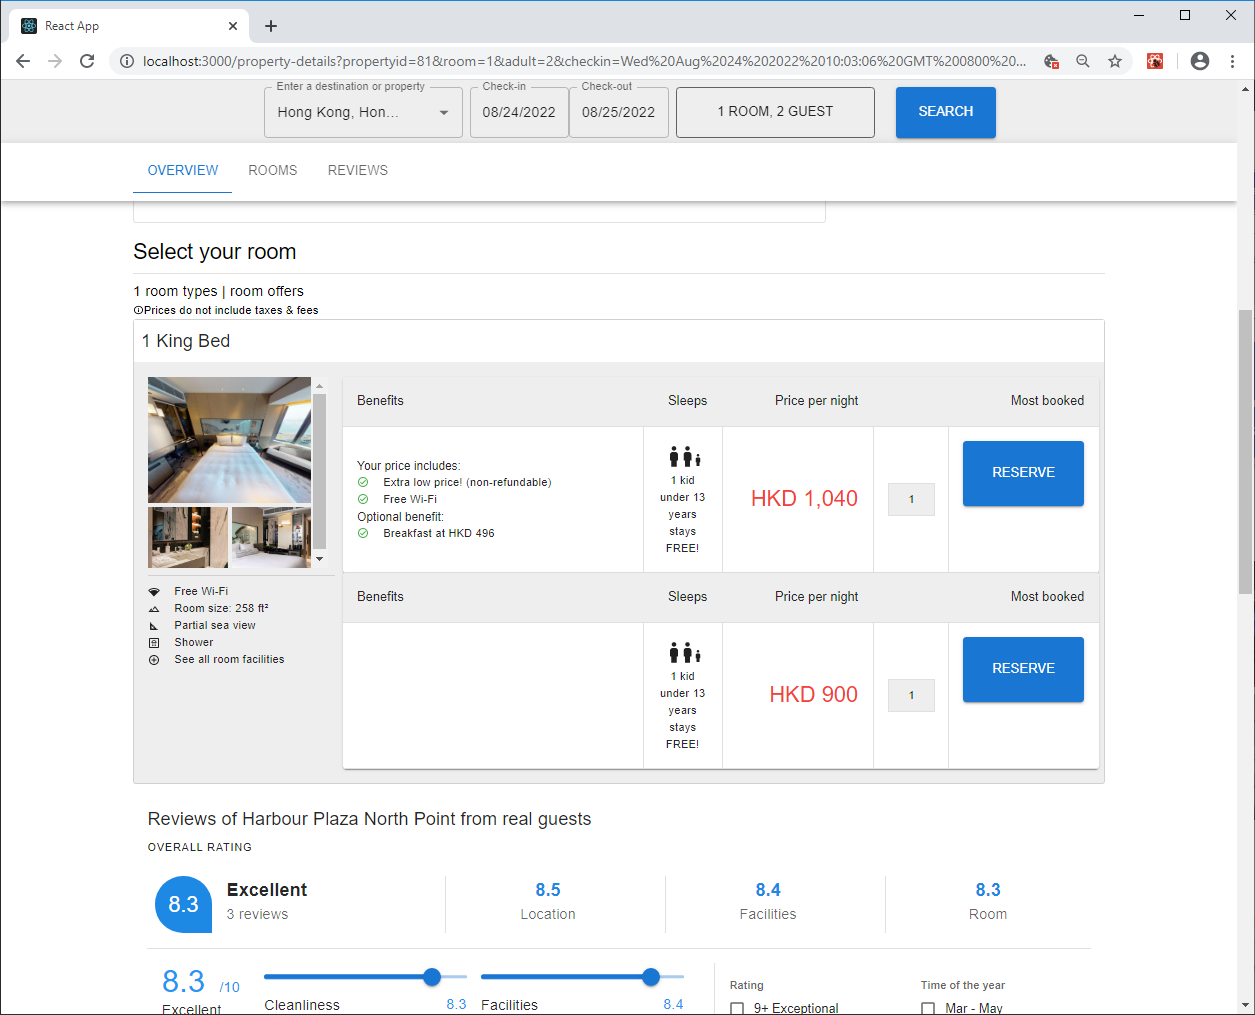 React App
localhost:3000/property-details?propertyid=81&room=1&adult=2&checkin=Wed%20Aug%2024%202022%2010:03:06%20GMT%200800%20...
Enter a destination or property
Hong Kong, Hon...
Check-in
08/24/2022
Check-out
08/25/2022
1 ROOM, 2 GUEST
SEARCH
OVERVIEW
ROOMS
REVIEWS
Select your room
1 room types | room offers
Prices do not include taxes & fees
1 King Bed
Benefits
Sleeps
Price per night
Most booked
Your price includes:
Extra low price! (non-refundable)
Free Wi-Fi
Optional benefit:
Breakfast at HKD 496
1 kid
under 13
years
stays
FREE!
HKD 1,040
1
RESERVE
Free Wi-Fi
Room size: 258 ft²
Partial sea view
Shower
See all room facilities
Benefits
Sleeps
Price per night
Most booked
1 kid
under 13
years
stays
FREE!
HKD 900
1
RESERVE
Reviews of Harbour Plaza North Point from real guests
OVERALL RATING
8.3
Excellent
3 reviews
8.5
Location
8.4
Facilities
8.3
Room
8.3 /10
Excellent
Cleanliness
8.3
Facilities
8.4
Rating
9+ Exceptional
Time of the year
Mar - May